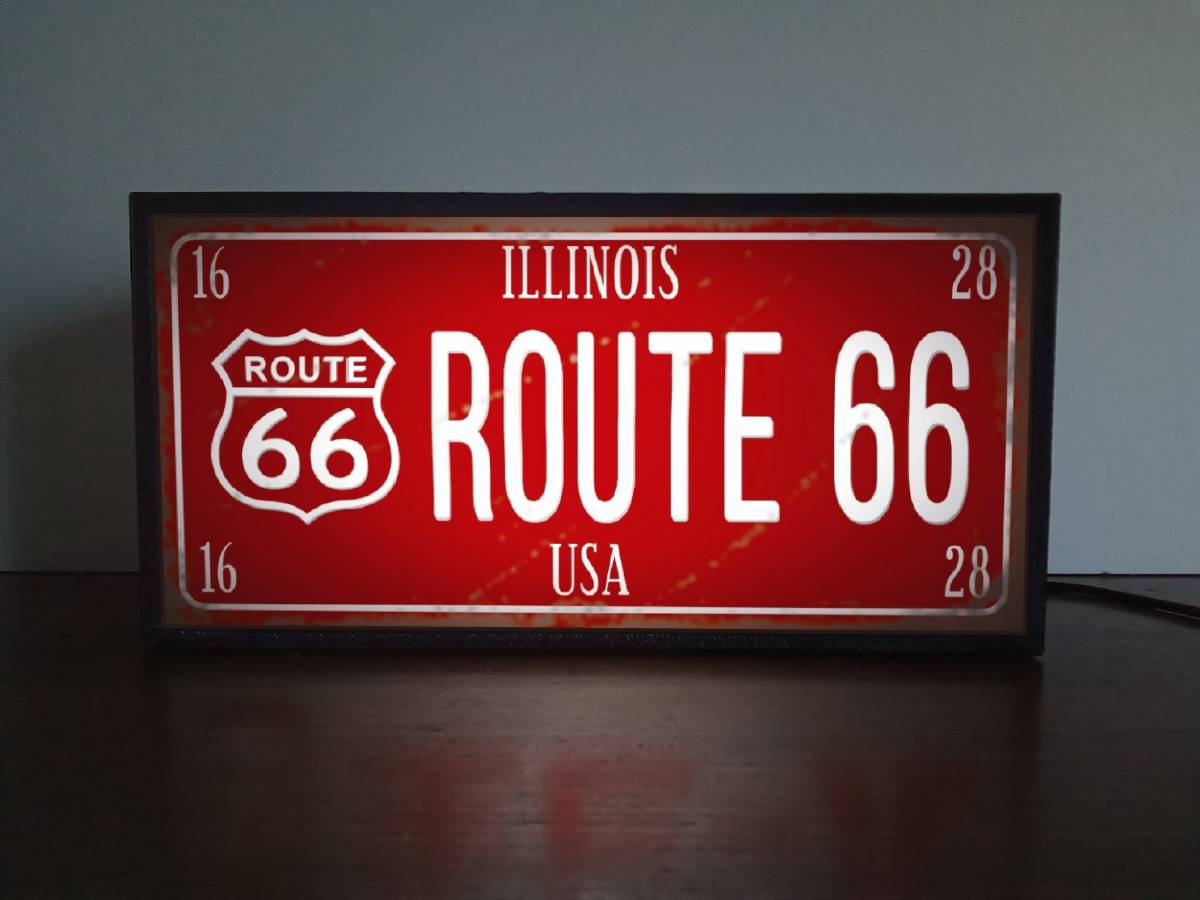 16 ILLINOIS 28
ROUTE
66
ROUTE 66
16 USA 28